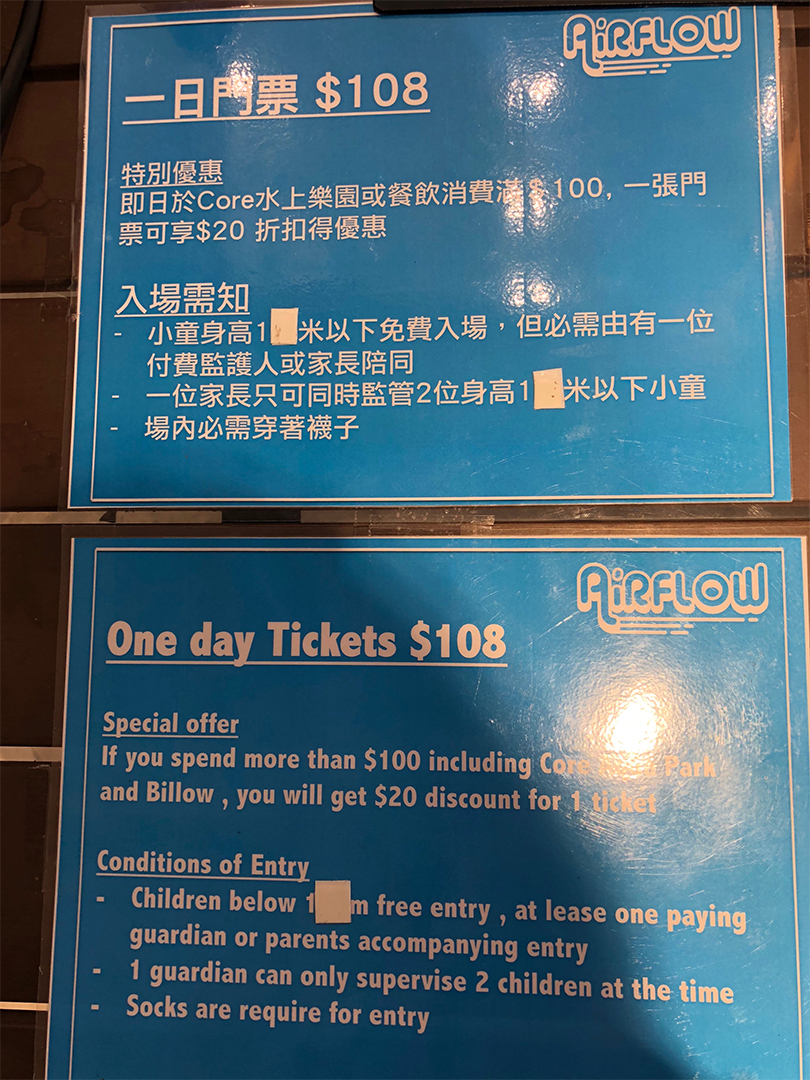 AiRFLOW
一日門票 $108
特別優惠
即日於Core水上樂園或餐飲消費滿$100, 一張門
票可享$20 折扣得優惠
入場需知
- 小童身高1 米以下免費入場，但必需由有一位
付費監護人或家長陪同
- 一位家長只可同時監管2位身高1 米以下小童
- 場內必需穿著襪子
AiRFLOW
One day Tickets $108
Special offer
If you spend more than $100 including Core Park
and Billow , you will get $20 discount for 1 ticket
Conditions of Entry
- Children below 1 m free entry , at lease one paying
guardian or parents accompanying entry
- 1 guardian can only supervise 2 children at the time
- Socks are require for entry